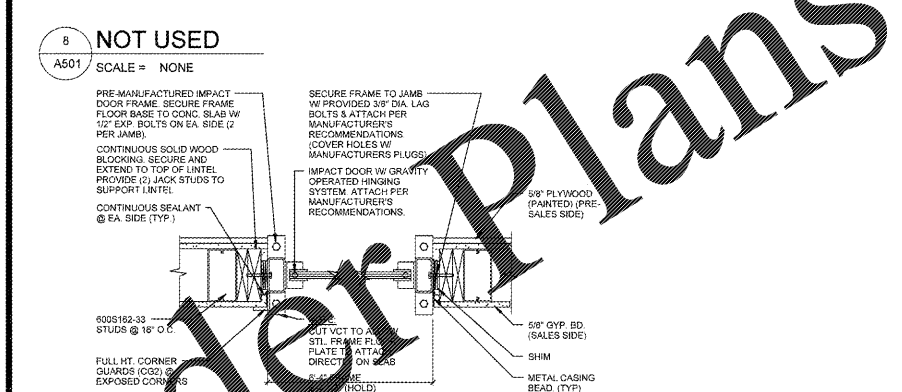 8
A501
NOT USED
SCALE = NONE
PRE-MANUFACTURED IMPACT
DOOR FRAME. SECURE FRAME
FLOOR BASE TO CONC. SLAB W/
1/2" EXP. BOLTS ON EA. SIDE (2
PER JAMB).
CONTINUOUS SOLID WOOD
BLOCKING. SECURE AND
EXTEND TO TOP OF LINTEL
PROVIDE (2) JACK STUDS TO
SUPPORT LINTEL
CONTINUOUS SEALANT
@ EA. SIDE (TYP.)
SECURE FRAME TO JAMB
W/ PROVIDED 3/8" DIA. LAG
BOLTS & ATTACH PER
MANUFACTURER'S
RECOMMENDATIONS.
(COVER HOLES W/
MANUFACTURERS PLUGS)
IMPACT DOOR W/ GRAVITY
OPERATED HINGING
SYSTEM. ATTACH PER
MANUFACTURER'S
RECOMMENDATIONS.
5/8" PLYWOOD
(PAINTED) (PRE-
SALES SIDE)
600S162-33
STUDS @ 16" O.C.
FULL HT. CORNER
GUARDS (CG2) @
EXPOSED CORNERS
CUT VCT TO
STL. FRAME
PLATE TO ATTACH
DIRECTLY ON SLAB
8'-4" FRAME
(HOLD)
5/8" GYP. BD.
(SALES SIDE)
SHIM
METAL CASING
BEAD. (TYP)
der Plans